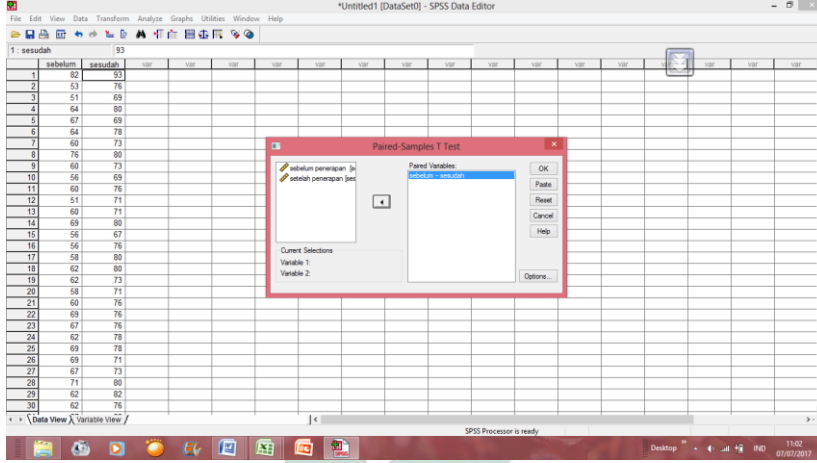 *Untitled1 [DataSet0] - SPSS Data Editor
File Edit View Data Transform Analyze Graphs Utilities Window Help
1 : sesudah 93
sebelum sesudah var var var var var var var var var var var var var
1 82 93
2 53 76
3 51 69
4 64 80
5 67 69
6 64 78
7 60 73
8 76 80
9 60 73
10 56 69
11 60 76
12 51 71
13 60 71
14 69 80
15 56 67
16 56 76
17 58 80
18 62 80
19 62 73
20 58 71
21 60 76
22 69 76
23 67 76
24 62 78
25 69 78
26 69 71
27 67 73
28 71 80
29 62 82
30 62 76
Paired-Samples T Test
sebelum penerapan [se
setelah penerapan [ses
Paired Variables:
sebelum - sesudah
OK
Paste
Reset
Cancel
Help
Current Selections
Variable 1:
Variable 2:
Options...
Data View Variable View
SPSS Processor is ready
Desktop IND 11:02
07/07/2017